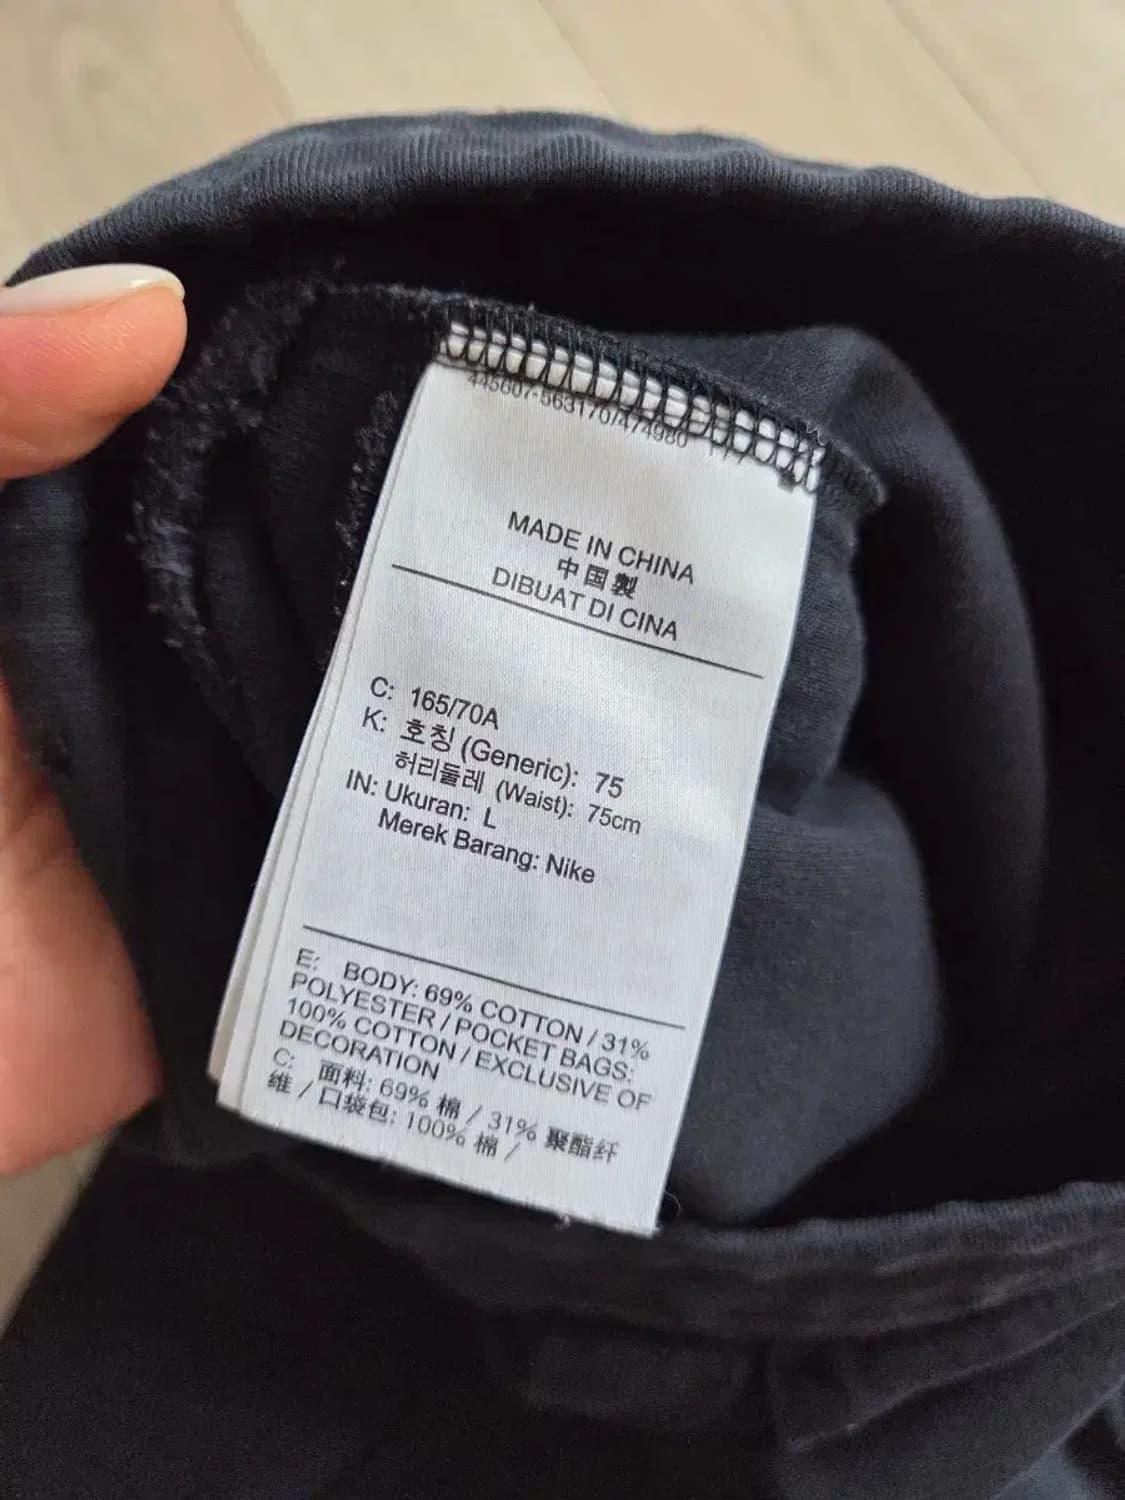 445607-563170/474980
MADE IN CHINA
中国製
DIBUAT DI CINA
C: 165/70A
K: 호칭 (Generic): 75
허리둘레 (Waist): 75cm
IN: Ukuran: L
Merek Barang: Nike
E: BODY: 69% COTTON / 31%
POLYESTER / POCKET BAGS:
100% COTTON / EXCLUSIVE OF
DECORATION
C: 面料: 69% 棉 / 31% 聚酯纤
维 / 口袋包: 100% 棉 /